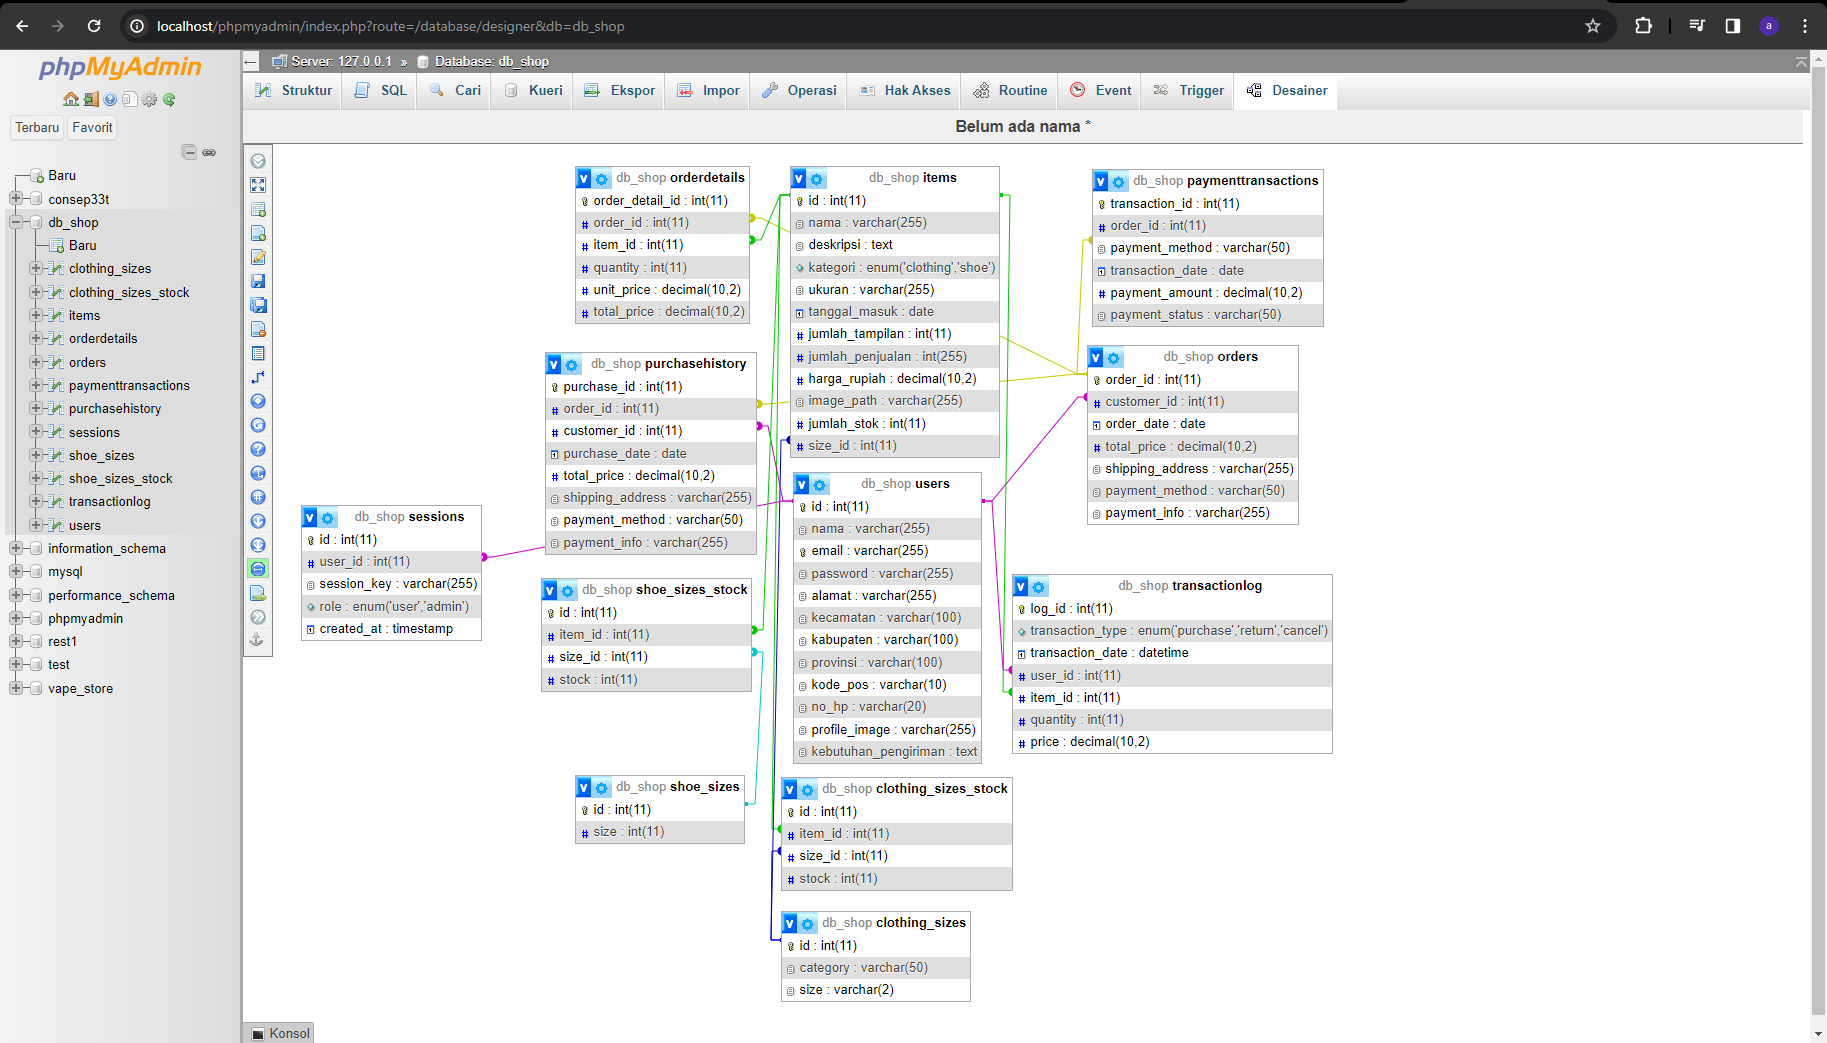 localhost/phpmyadmin/index.php?route=/database/designer&db=db_shop
a
phpMyAdmin
Terbaru
Favorit
Baru
consep33t
db_shop
Baru
clothing_sizes
clothing_sizes_stock
items
orderdetails
orders
paymenttransactions
purchasehistory
sessions
shoe_sizes
shoe_sizes_stock
transactionlog
users
information_schema
mysql
performance_schema
phpmyadmin
rest1
test
vape_store
Server: 127.0.0.1 » Database: db_shop
Struktur
SQL
Cari
Kueri
Ekspor
Impor
Operasi
Hak Akses
Routine
Event
Trigger
Desainer
Belum ada nama *
v db_shop orderdetails
order_detail_id : int(11)
# order_id : int(11)
# item_id : int(11)
# quantity : int(11)
# unit_price : decimal(10,2)
# total_price : decimal(10,2)
v db_shop items
id : int(11)
nama : varchar(255)
deskripsi : text
kategori : enum('clothing','shoe')
ukuran : varchar(255)
tanggal_masuk : date
# jumlah_tampilan : int(11)
# jumlah_penjualan : int(255)
# harga_rupiah : decimal(10,2)
image_path : varchar(255)
# jumlah_stok : int(11)
# size_id : int(11)
v db_shop paymenttransactions
transaction_id : int(11)
# order_id : int(11)
payment_method : varchar(50)
transaction_date : date
# payment_amount : decimal(10,2)
payment_status : varchar(50)
v db_shop purchasehistory
purchase_id : int(11)
# order_id : int(11)
# customer_id : int(11)
purchase_date : date
# total_price : decimal(10,2)
shipping_address : varchar(255)
payment_method : varchar(50)
payment_info : varchar(255)
v db_shop orders
order_id : int(11)
# customer_id : int(11)
order_date : date
# total_price : decimal(10,2)
shipping_address : varchar(255)
payment_method : varchar(50)
payment_info : varchar(255)
v db_shop users
id : int(11)
nama : varchar(255)
email : varchar(255)
password : varchar(255)
alamat : varchar(255)
kecamatan : varchar(100)
kabupaten : varchar(100)
provinsi : varchar(100)
kode_pos : varchar(10)
no_hp : varchar(20)
profile_image : varchar(255)
kebutuhan_pengiriman : text
v db_shop sessions
id : int(11)
# user_id : int(11)
session_key : varchar(255)
role : enum('user','admin')
created_at : timestamp
v db_shop shoe_sizes_stock
id : int(11)
# item_id : int(11)
# size_id : int(11)
# stock : int(11)
v db_shop transactionlog
log_id : int(11)
transaction_type : enum('purchase','return','cancel')
transaction_date : datetime
# user_id : int(11)
# item_id : int(11)
# quantity : int(11)
# price : decimal(10,2)
v db_shop shoe_sizes
id : int(11)
# size : int(11)
v db_shop clothing_sizes_stock
id : int(11)
# item_id : int(11)
# size_id : int(11)
# stock : int(11)
v db_shop clothing_sizes
id : int(11)
category : varchar(50)
size : varchar(2)
Konsol